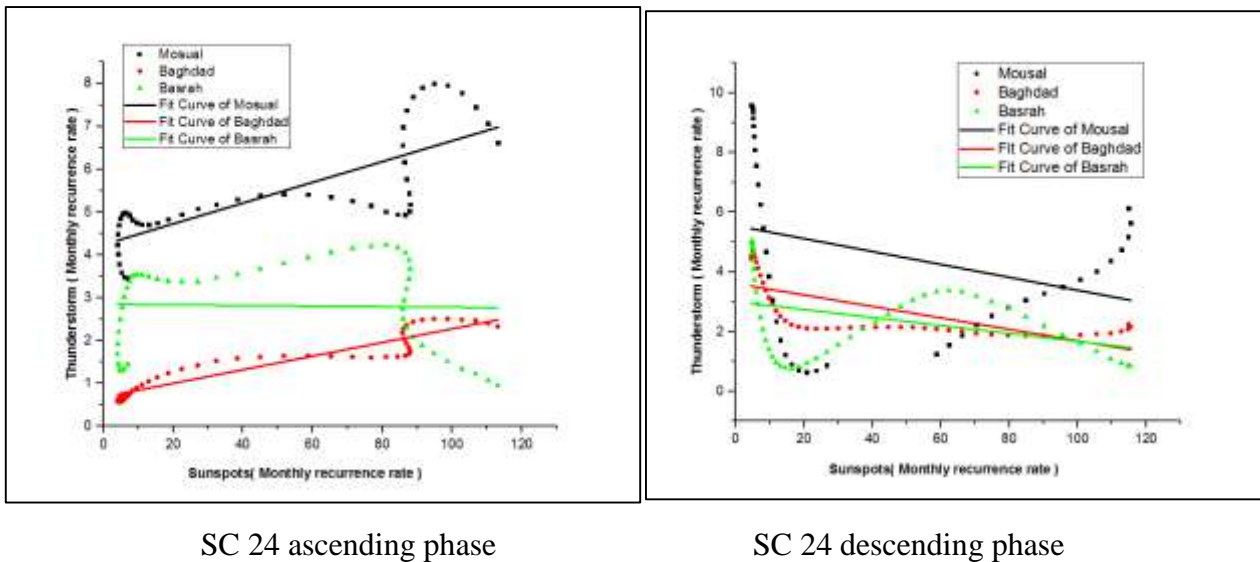 Mosual
Baghdad
Basrah
Fit Curve of Mosual
Fit Curve of Baghdad
Fit Curve of Basrah
Thunderstorm ( Monthly recurrence rate )
8
7
6
5
4
3
2
1
0
0 20 40 60 80 100 120
Sunspots( Monthly recurrence rate )
Mousal
Baghdad
Basrah
Fit Curve of Mousal
Fit Curve of Baghdad
Fit Curve of Basrah
Thunderstorm ( Monthly recurrence rate )
10
8
6
4
2
0
0 20 40 60 80 100 120
Sunspots( Monthly recurrence rate )
SC 24 ascending phase
SC 24 descending phase